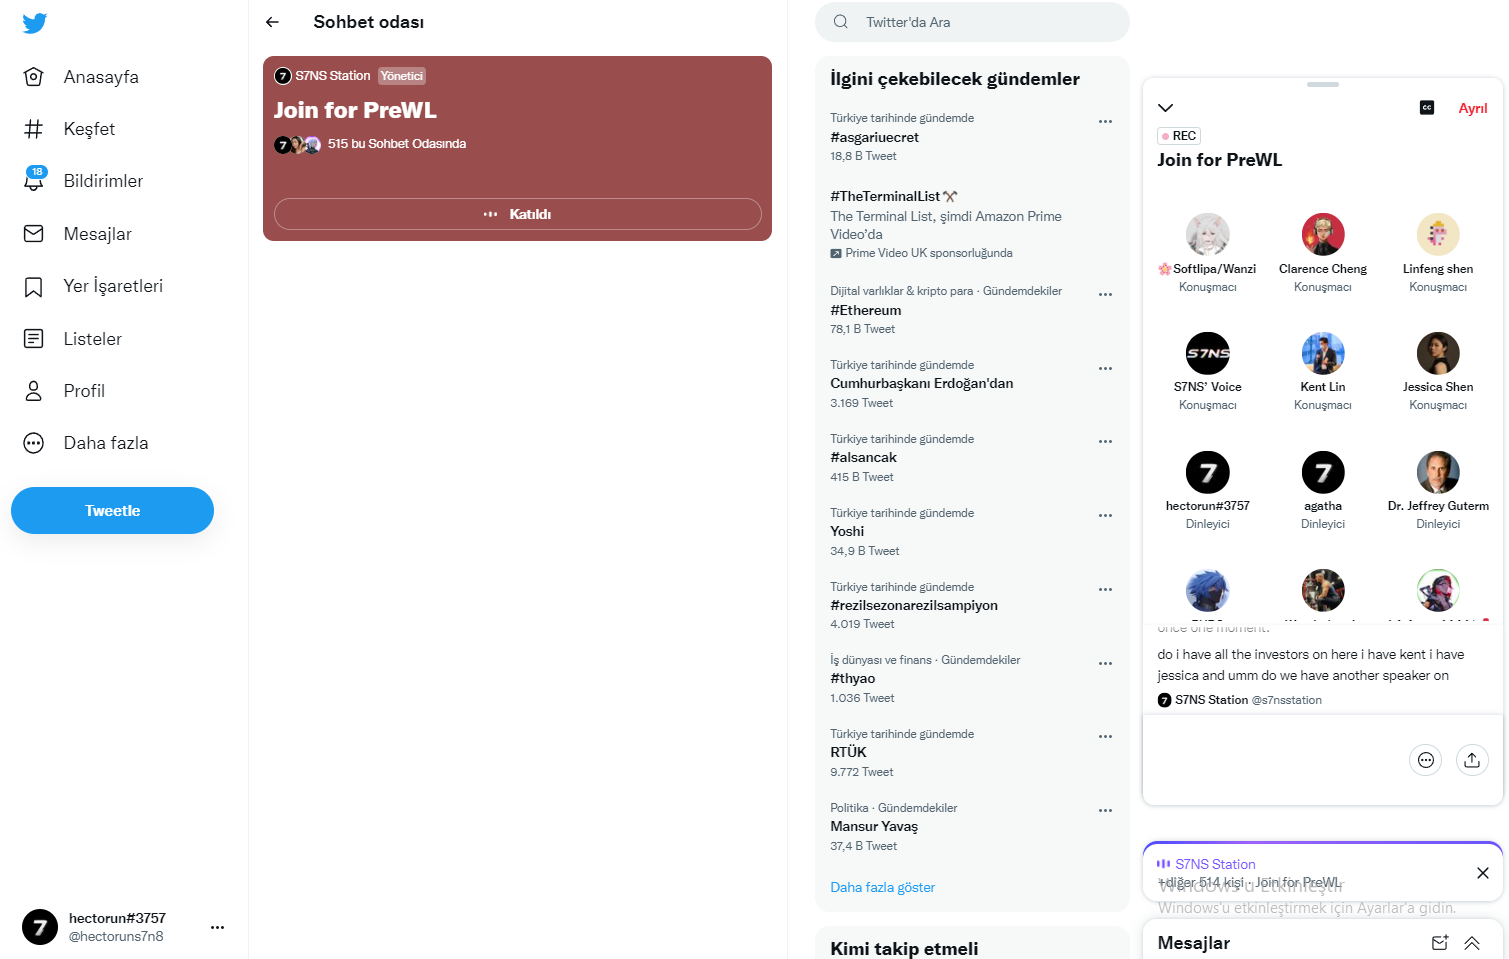 Anasayfa
Keşfet
18
Bildirimler
Mesajlar
Yer İşaretleri
Listeler
Profil
Daha fazla
Tweetle
7
hectorun#3757
@hectoruns7n8
Sohbet odası
7 S7NS Station Yönetici
Join for PreWL
7 515 bu Sohbet Odasında
Katıldı
Twitter'da Ara
İlgini çekebilecek gündemler
Türkiye tarihinde gündemde
#asgariuecret
18,8 B Tweet
#TheTerminalList
The Terminal List, şimdi Amazon Prime
Video'da
Prime Video UK sponsorluğunda
Dijital varlıklar & kripto para · Gündemdekiler
#Ethereum
78,1 B Tweet
Türkiye tarihinde gündemde
Cumhurbaşkanı Erdoğan'dan
3.169 Tweet
Türkiye tarihinde gündemde
#alsancak
415 B Tweet
Türkiye tarihinde gündemde
Yoshi
34,9 B Tweet
Türkiye tarihinde gündemde
#rezilsezonarezilsampiyon
4.019 Tweet
İş dünyası ve finans · Gündemdekiler
#thyao
1.036 Tweet
Türkiye tarihinde gündemde
RTÜK
9.772 Tweet
Politika · Gündemdekiler
Mansur Yavaş
37,4 B Tweet
Daha fazla göster
Kimi takip etmeli
CC Ayrıl
REC
Join for PreWL
🌸Softlipa/Wanzi Clarence Cheng Linfeng shen
Konuşmacı Konuşmacı Konuşmacı
S7NS
S7NS' Voice Kent Lin Jessica Shen
Konuşmacı Konuşmacı Konuşmacı
7 7
hectorun#3757 agatha Dr. Jeffrey Guterm
Dinleyici Dinleyici Dinleyici
once one moment.
do i have all the investors on here i have kent i have
jessica and umm do we have another speaker on
7 S7NS Station @s7nsstation
S7NS Station
+diğer 514 kişi · Join for PreWL
Windows'u Etkinleştir
Windows'u etkinleştirmek için Ayarlar'a gidin.
Mesajlar